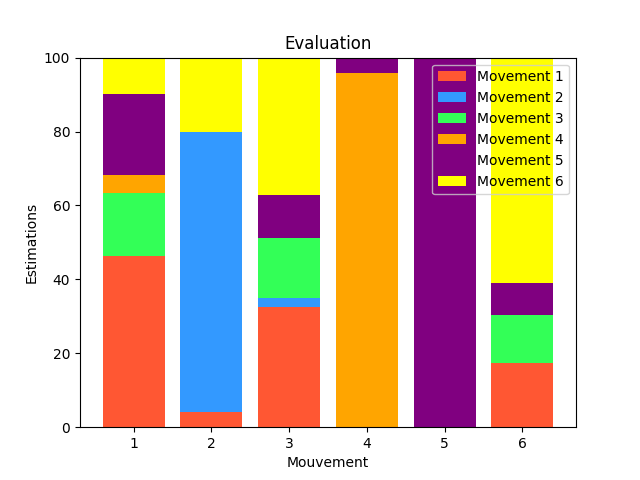 Evaluation
Estimations
100
80
60
40
20
0
Movement 1
Movement 2
Movement 3
Movement 4
Movement 5
Movement 6
1 2 3 4 5 6
Mouvement